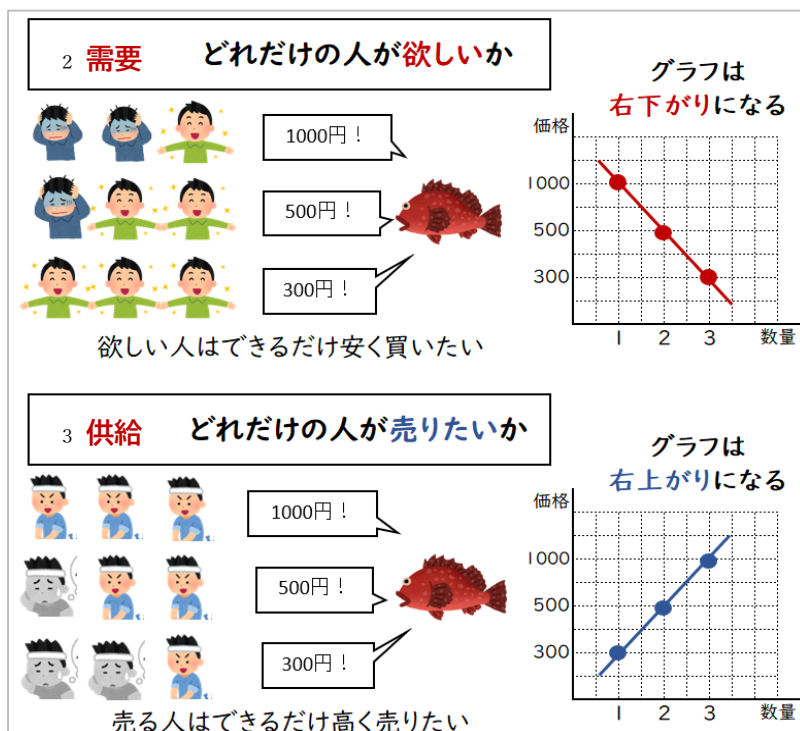 2 需要 どれだけの人が欲しいか
1000円！
500円！
300円！
欲しい人はできるだけ安く買いたい
グラフは
右下がりになる
価格
1000
500
300
1 2 3 数量
3 供給 どれだけの人が売りたいか
1000円！
500円！
300円！
売る人はできるだけ高く売りたい
グラフは
右上がりになる
価格
1000
500
300
1 2 3 数量